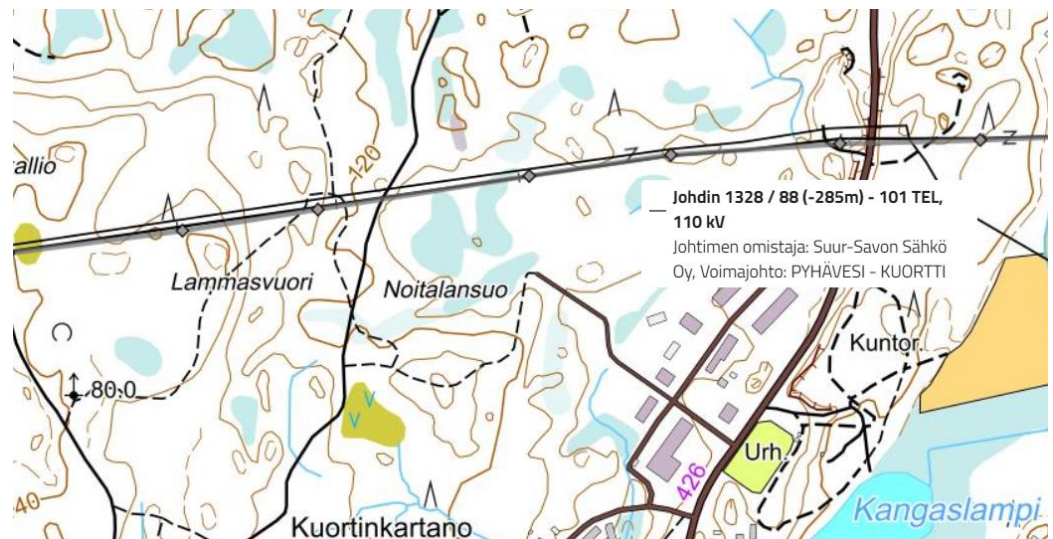 allio
120
Z
Z
Johdin 1328 / 88 (-285m) - 101 TEL,
110 kV
Johtimen omistaja: Suur-Savon Sähkö
Oy, Voimajohto: PYHÄVESI - KUORTTI
Lammasvuori
Noitalansuo
Kuntor.
80.0
Urh.
426
40
Kuortinkartano
Kangaslampi